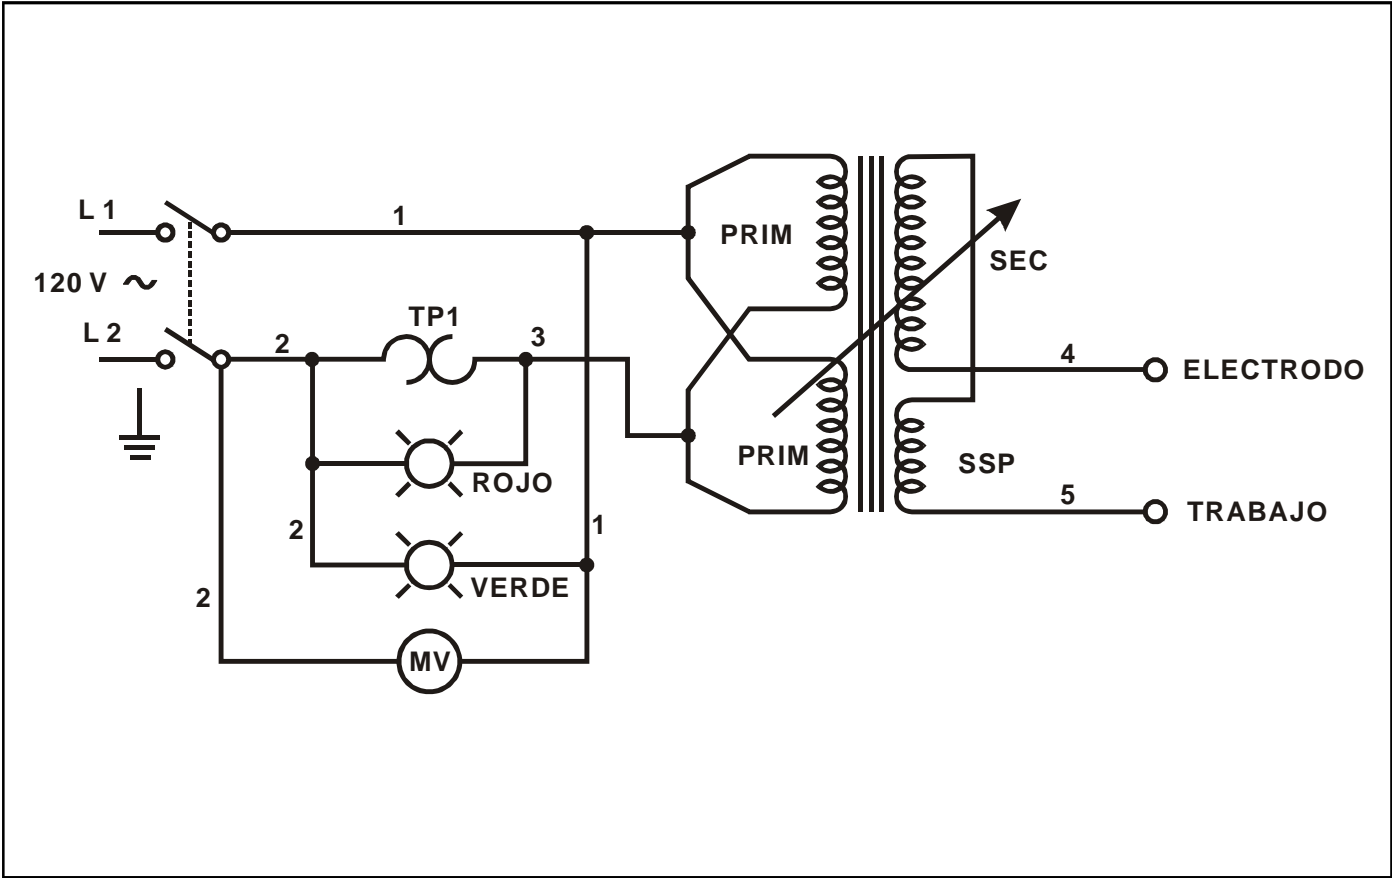 L 1
1
PRIM
SEC
120 V ~
L 2
2
TP1
3
4
ELECTRODO
PRIM
SSP
ROJO
5
TRABAJO
2
1
VERDE
2
MV